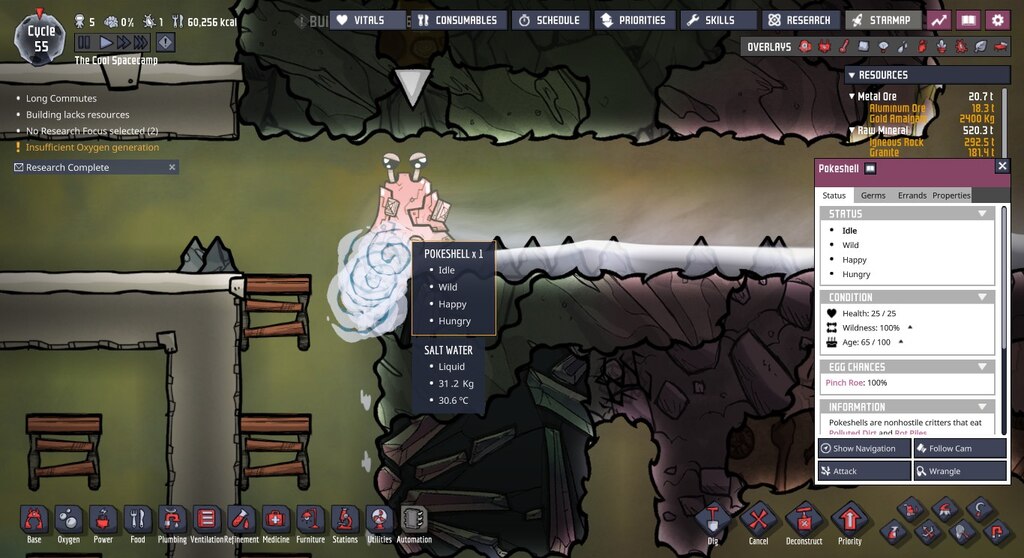 Cycle
55
5
0%
1
60,256 kcal
The Cool Spacecamp
VITALS
CONSUMABLES
SCHEDULE
PRIORITIES
SKILLS
RESEARCH
STARMAP
OVERLAYS
Long Commutes
Building lacks resources
No Research Focus selected (2)
Insufficient Oxygen generation
Research Complete
RESOURCES
Metal Ore 20.7 t
Aluminum Ore 18.3 t
Gold Amalgam 2400 Kg
Raw Mineral 520.3 t
Igneous Rock 292.5 t
Granite 181.4 t
Pokeshell
Status Germs Errands Properties
STATUS
Idle
Wild
Happy
Hungry
CONDITION
Health: 25 / 25
Wildness: 100%
Age: 65 / 100
EGG CHANCES
Pinch Roe: 100%
INFORMATION
Pokeshells are nonhostile critters that eat
Polluted Dirt and Rot Piles
Show Navigation
Follow Cam
Attack
Wrangle
POKESHELL x 1
Idle
Wild
Happy
Hungry
SALT WATER
Liquid
31 .2 Kg
30.6 °C
Base
Oxygen
Power
Food
Plumbing
Ventilation
Refinement
Medicine
Furniture
Stations
Utilities
Automation
Dig
Cancel
Deconstruct
Priority